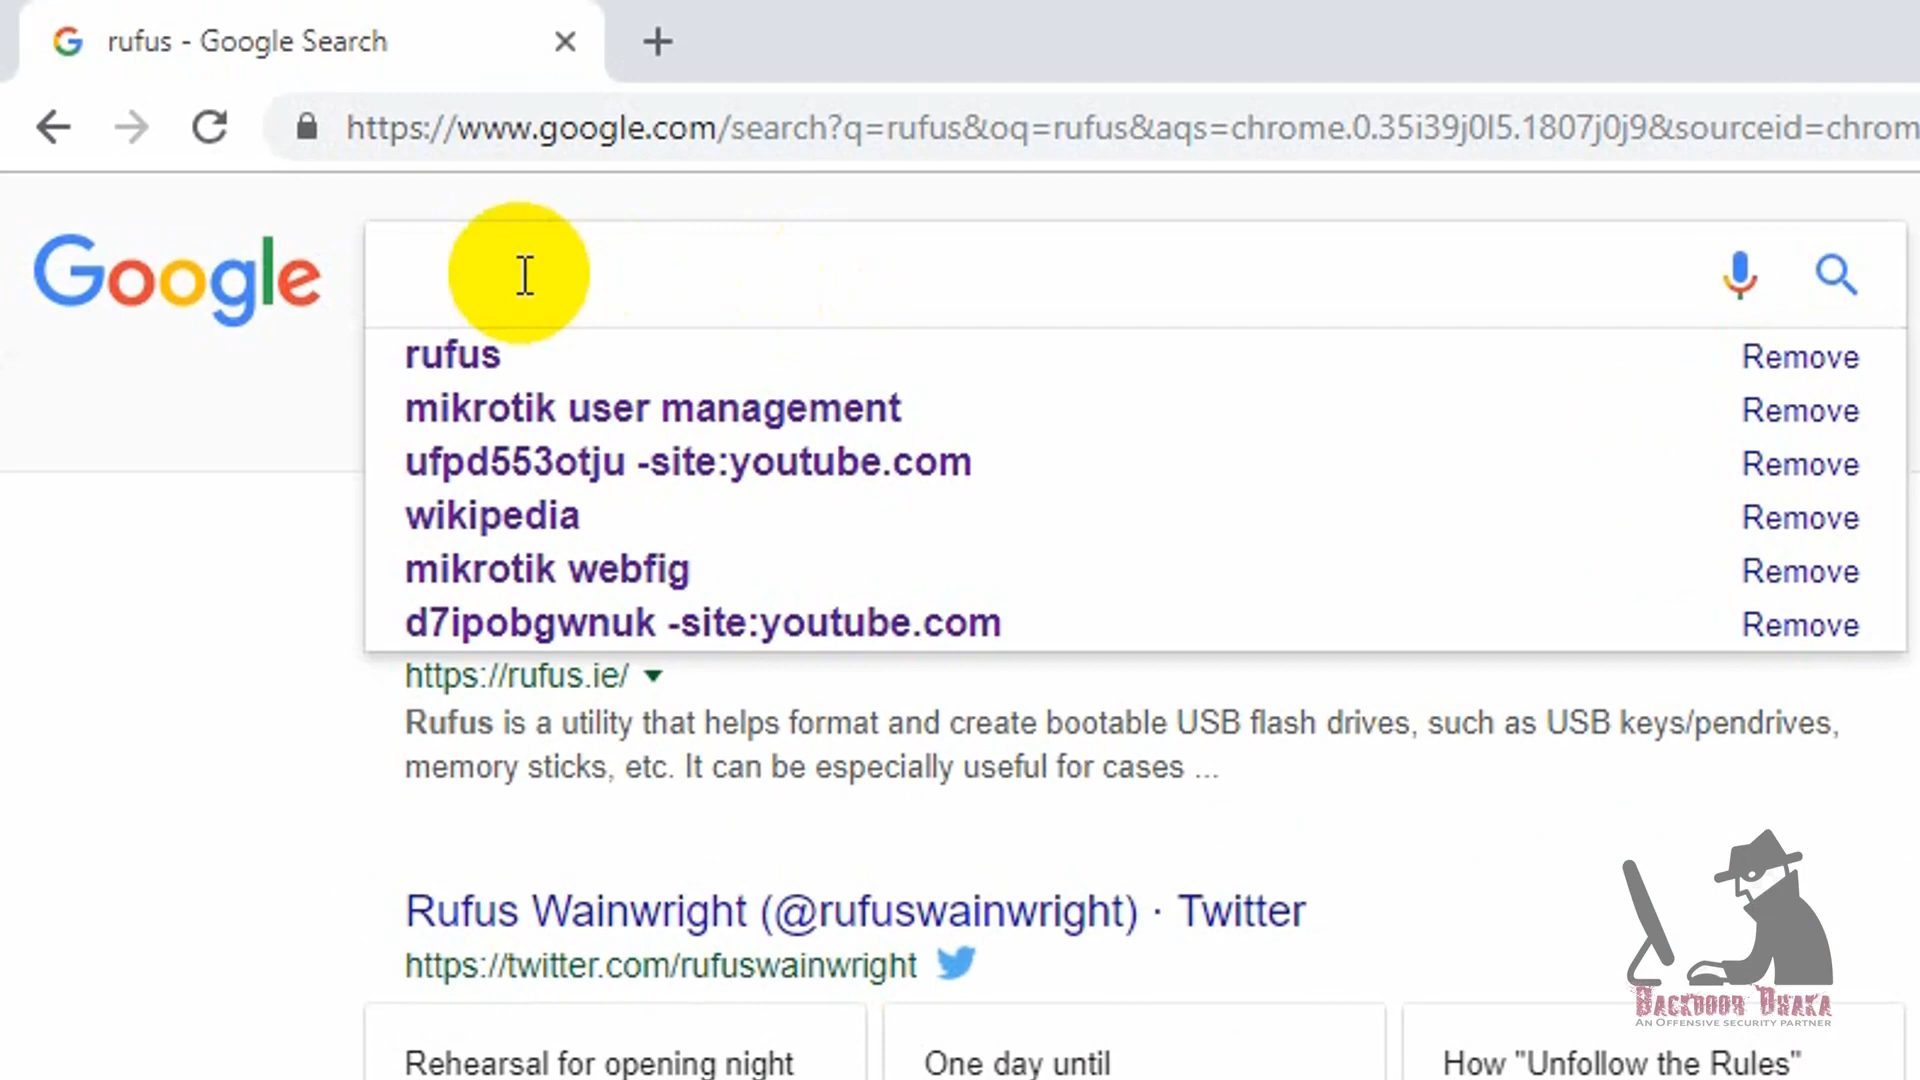 rufus - Google Search
https://www.google.com/search?q=rufus&oq=rufus&aqs=chrome.0.35i39j0l5.1807j0j9&sourceid=chrom
Google
rufus Remove
mikrotik user management Remove
ufpd553otju -site:youtube.com Remove
wikipedia Remove
mikrotik webfig Remove
d7ipobgwnuk -site:youtube.com Remove
https://rufus.ie/
Rufus is a utility that helps format and create bootable USB flash drives, such as USB keys/pendrives,
memory sticks, etc. It can be especially useful for cases ...
Rufus Wainwright (@rufuswainwright) · Twitter
https://twitter.com/rufuswainwright
Rehearsal for opening night
One day until
How "Unfollow the Rules"
BACKDOOR DHAKA
AN OFFENSIVE SECURITY PARTNER